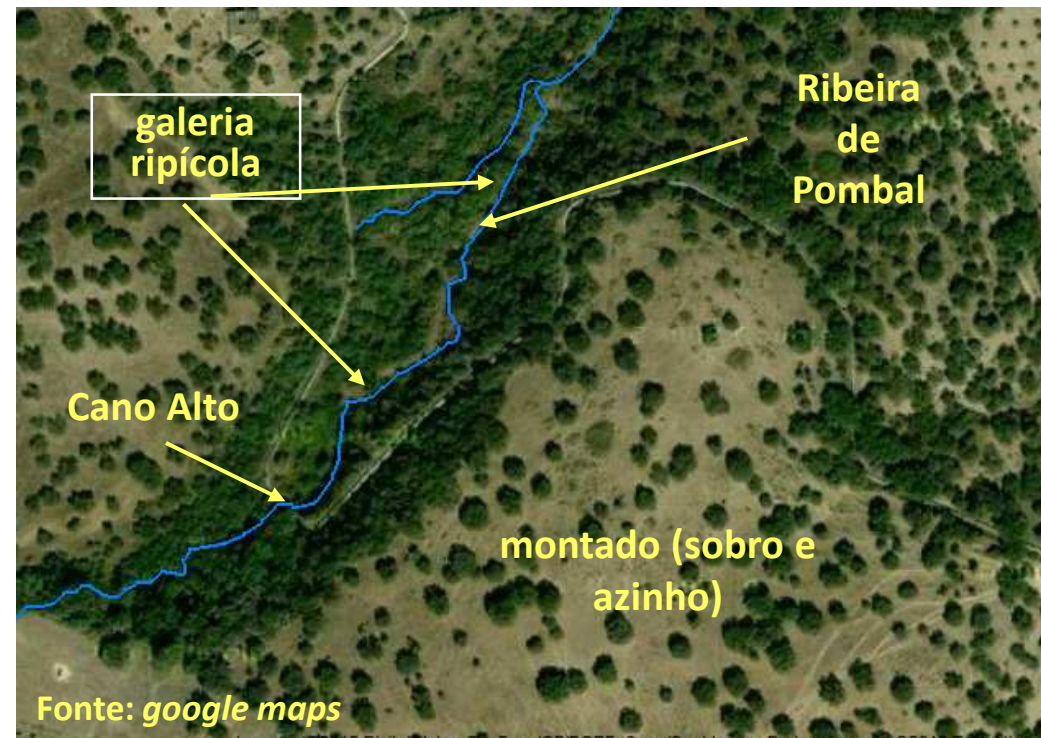 galeria
ripícola
Ribeira
de
Pombal
Cano Alto
montado (sobro e
azinho)
Fonte: google maps